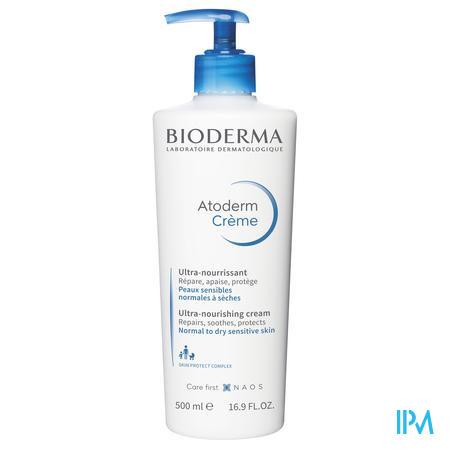 BIODERMA
LABORATOIRE DERMATOLOGIQUE
Atoderm
Crème
Ultra-nourrissant
Répare, apaise, protège
Peaux sensibles
normales à sèches
Ultra-nourishing cream
Repairs, soothes, protects
Normal to dry sensitive skin
SKIN PROTECT COMPLEX
Care first NAOS
500 ml ℮ 16.9 FL.OZ.
IPM